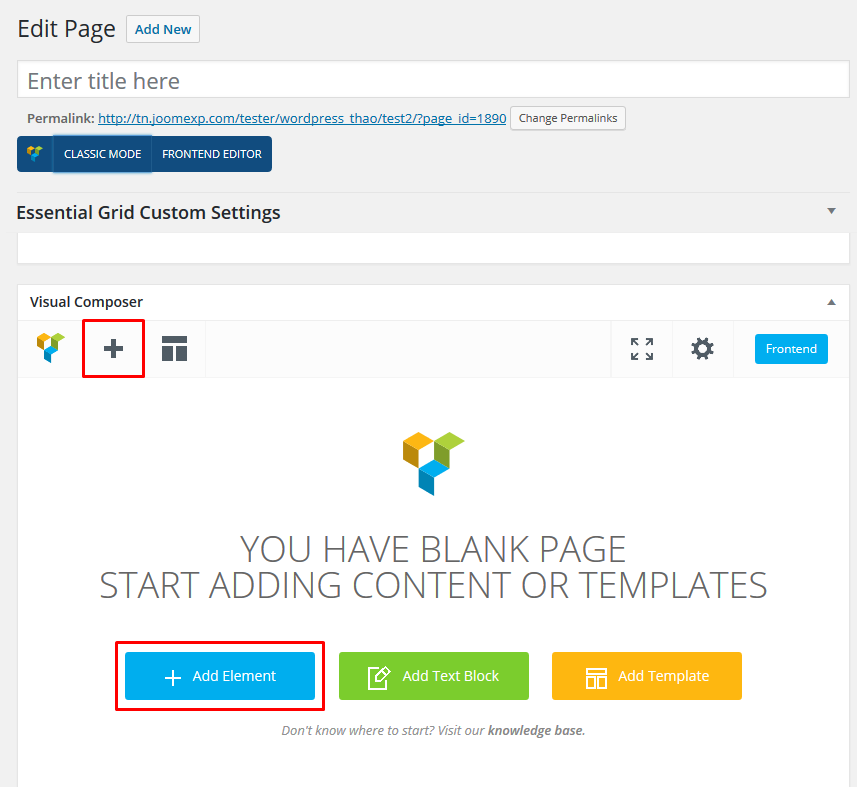 Edit Page Add New
Enter title here
Permalink: http://tn.joomexp.com/tester/wordpress_thao/test2/?page_id=1890 Change Permalinks
CLASSIC MODE FRONTEND EDITOR
Essential Grid Custom Settings
Visual Composer
Frontend
YOU HAVE BLANK PAGE
START ADDING CONTENT OR TEMPLATES
Add Element Add Text Block Add Template
Don't know where to start? Visit our knowledge base.